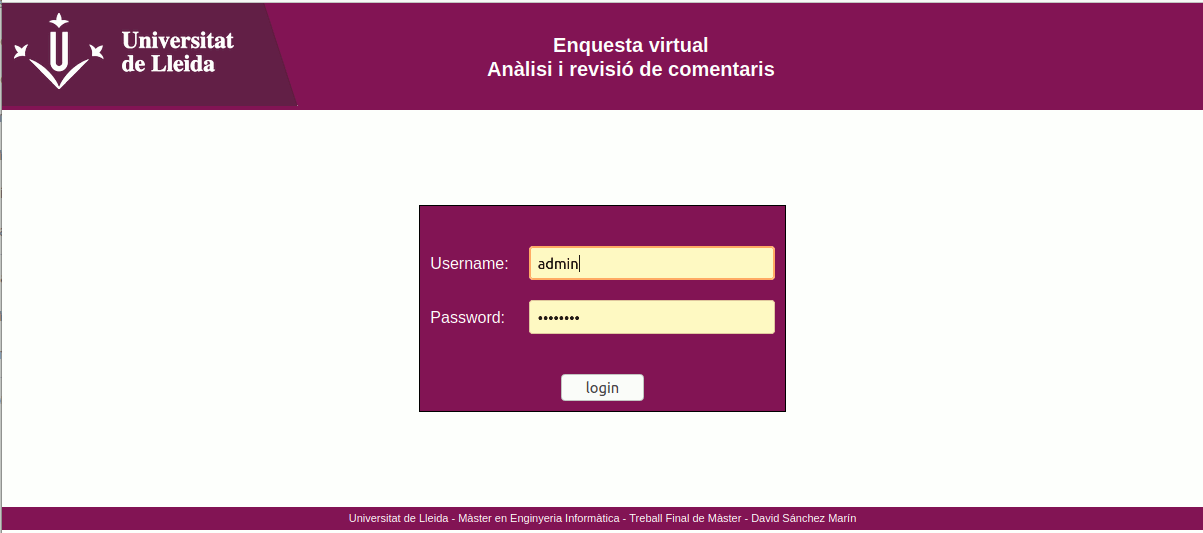 Universitat
de Lleida
Enquesta virtual
Anàlisi i revisió de comentaris
Username: admin
Password: ••••••••
login
Universitat de Lleida - Màster en Enginyeria Informàtica - Treball Final de Màster - David Sánchez Marín